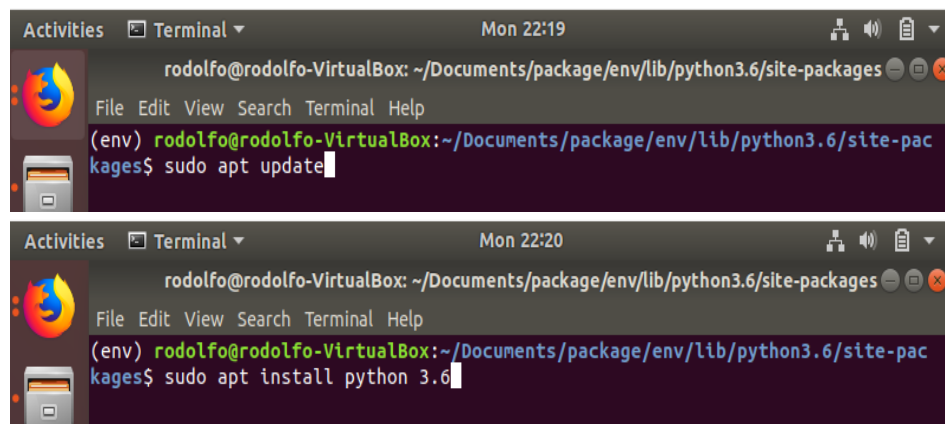 Activities Terminal Mon 22:19
rodolfo@rodolfo-VirtualBox: ~/Documents/package/env/lib/python3.6/site-packages
File Edit View Search Terminal Help
(env) rodolfo@rodolfo-VirtualBox:~/Documents/package/env/lib/python3.6/site-pac
kages$ sudo apt update
Activities Terminal Mon 22:20
rodolfo@rodolfo-VirtualBox: ~/Documents/package/env/lib/python3.6/site-packages
File Edit View Search Terminal Help
(env) rodolfo@rodolfo-VirtualBox:~/Documents/package/env/lib/python3.6/site-pac
kages$ sudo apt install python 3.6